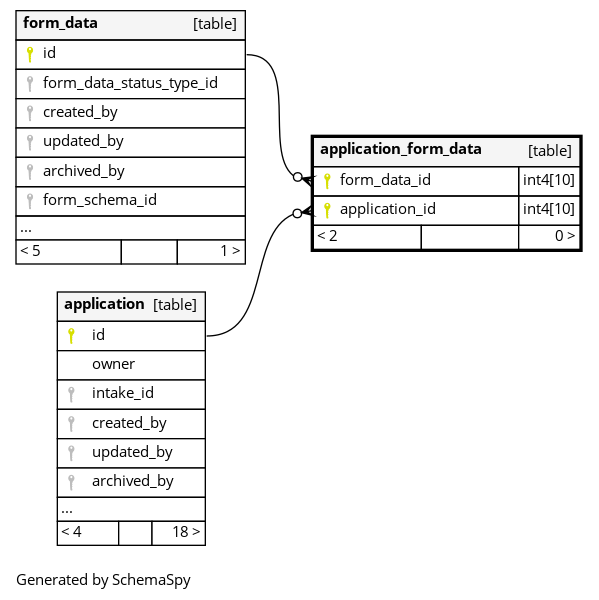 form_data [table]
id
form_data_status_type_id
created_by
updated_by
archived_by
form_schema_id
...
< 5 1 >
application_form_data [table]
form_data_id int4[10]
application_id int4[10]
< 2 0 >
application [table]
id
owner
intake_id
created_by
updated_by
archived_by
...
< 4 18 >
Generated by SchemaSpy